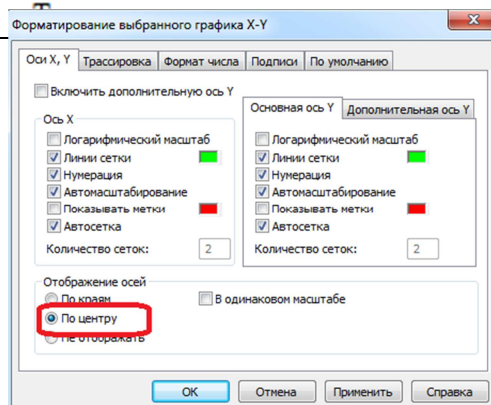 Форматирование выбранного графика X-Y
Оси X, Y Трассировка Формат числа Подписи По умолчанию
Включить дополнительную ось Y
Ось X
Логарифмический масштаб
Линии сетки
Нумерация
Автомасштабирование
Показывать метки
Автосетка
Количество сеток: 2
Основная ось Y Дополнительная ось Y
Логарифмический масштаб
Линии сетки
Нумерация
Автомасштабирование
Показывать метки
Автосетка
Количество сеток: 2
Отображение осей
По краям
В одинаковом масштабе
По центру
Не отображать
ОК Отмена Применить Справка